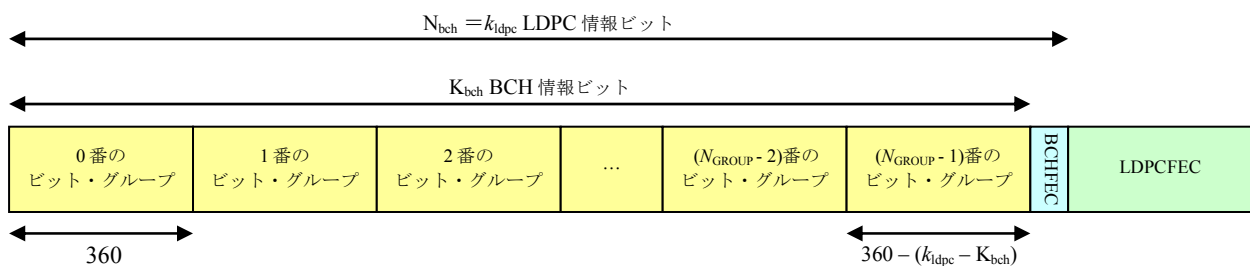 N_bch ＝k_ldpc LDPC 情報ビット
K_bch BCH 情報ビット
0 番の
ビット・グループ
1 番の
ビット・グループ
2 番の
ビット・グループ
…
(N_GROUP - 2)番の
ビット・グループ
(N_GROUP - 1)番の
ビット・グループ
BCHFEC
LDPCFEC
360
360 – (k_ldpc – K_bch)